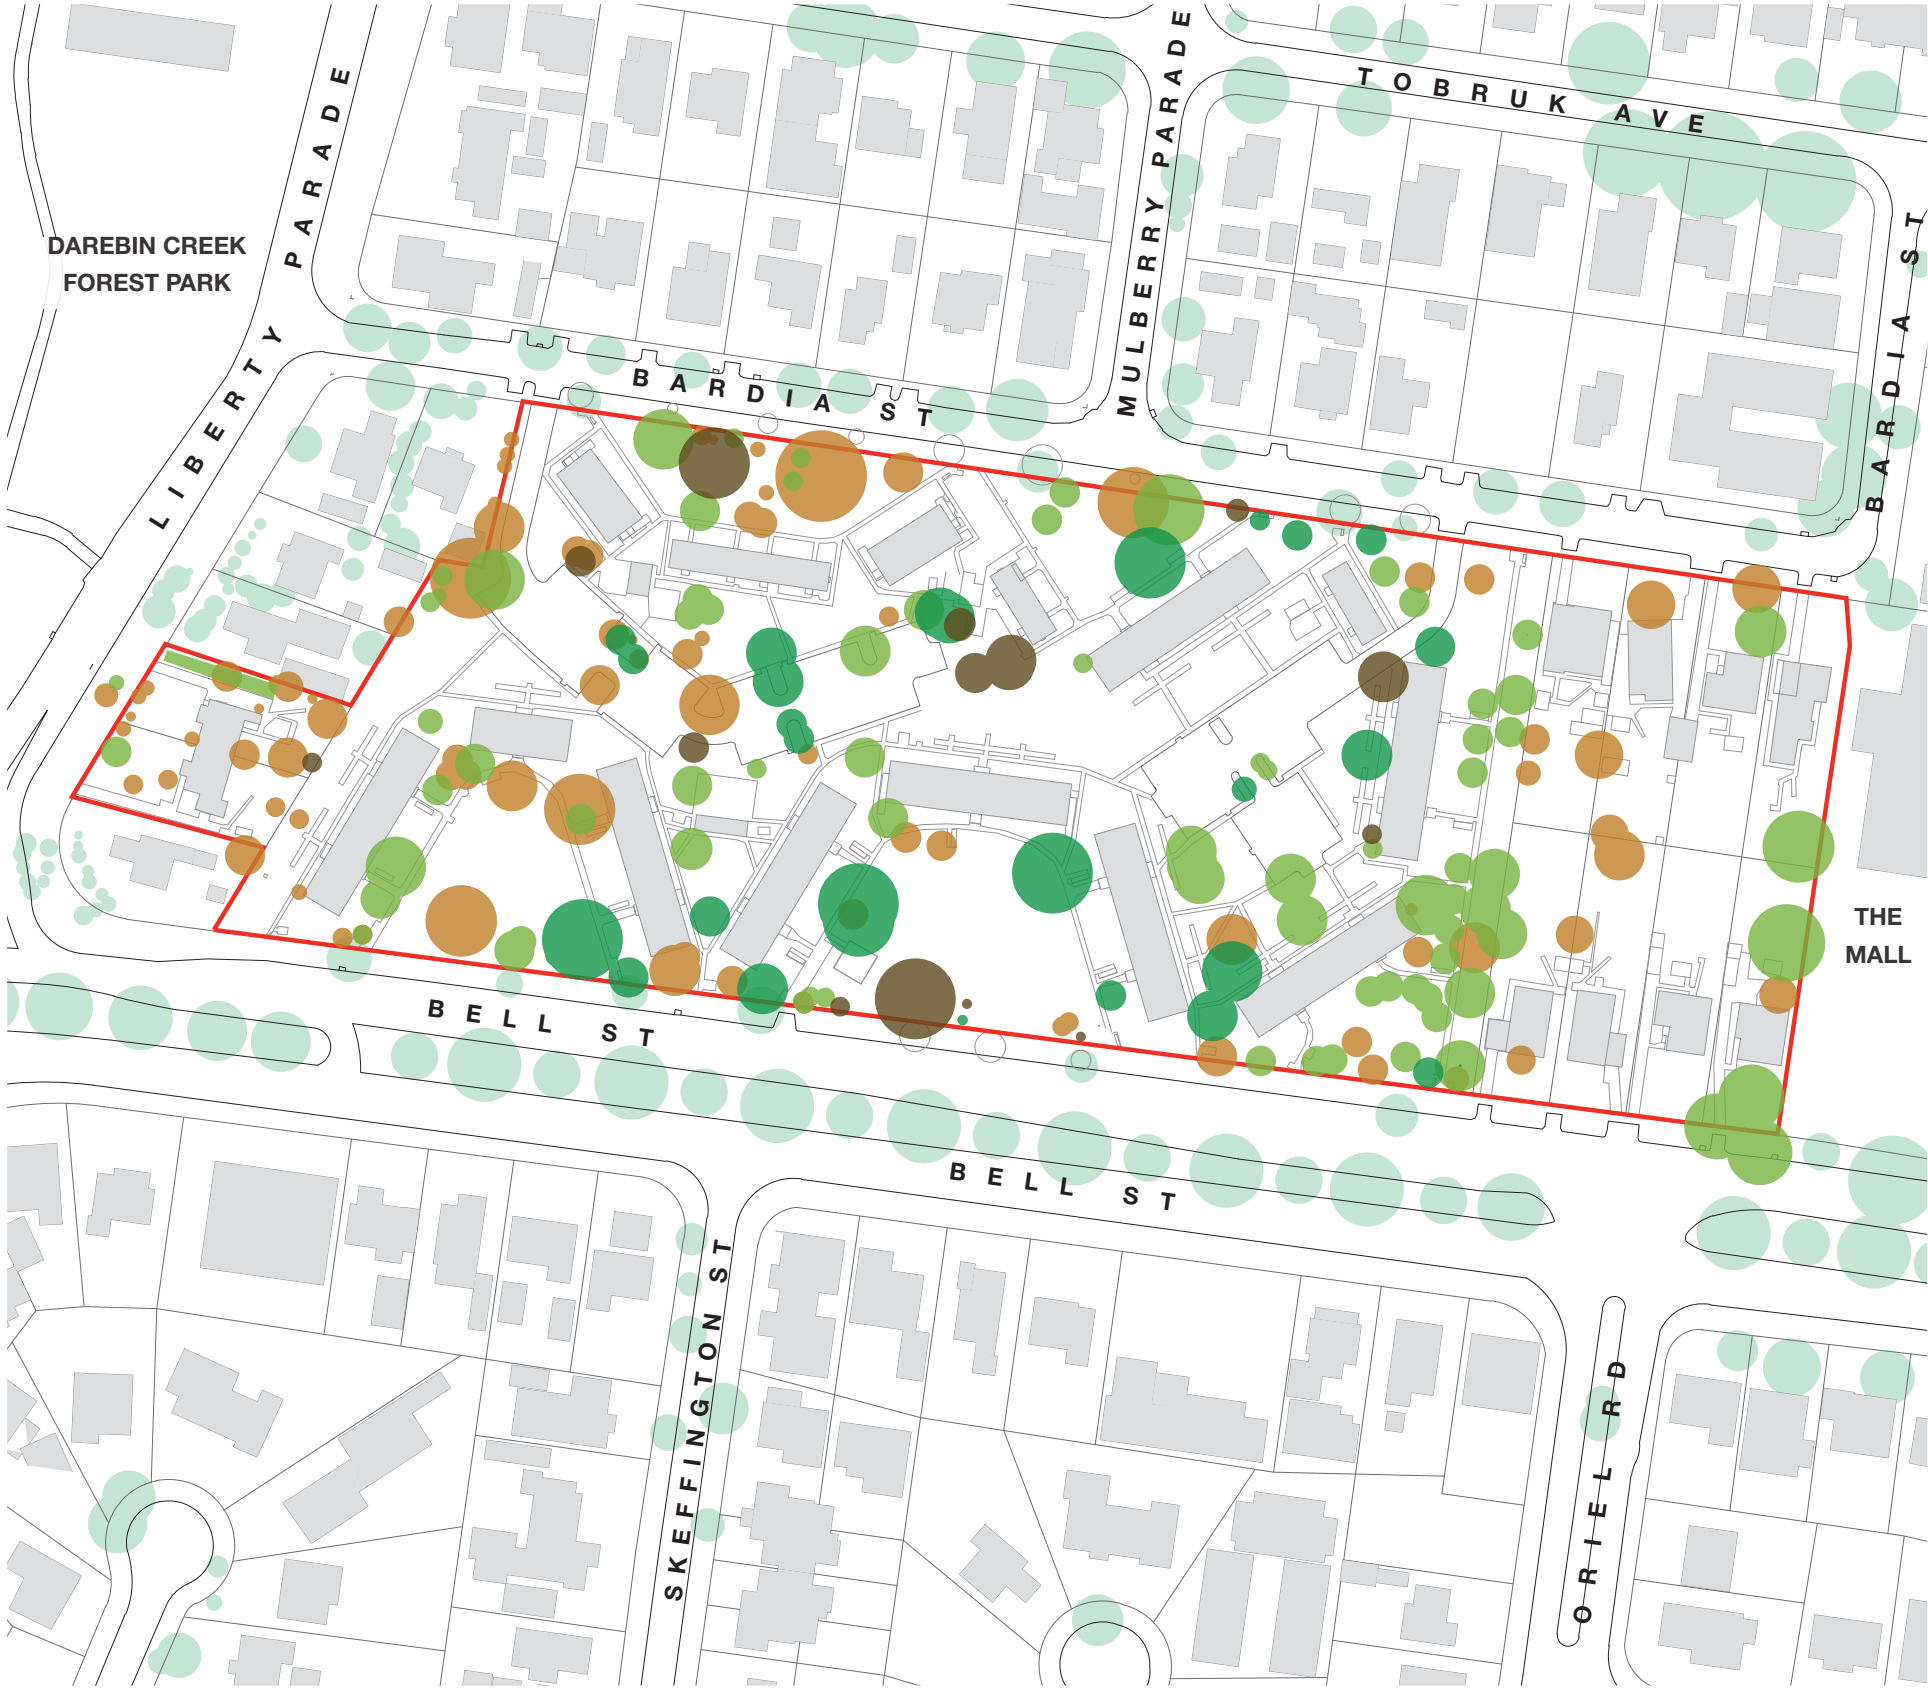 TOBRUK AVE
MULBERRY PARADE
LIBERTY PARADE
DAREBIN CREEK
FOREST PARK
BARDIA ST
BARDIA ST
THE
MALL
BELL ST
BELL ST
SKEFFINGTON ST
ORIEL RD